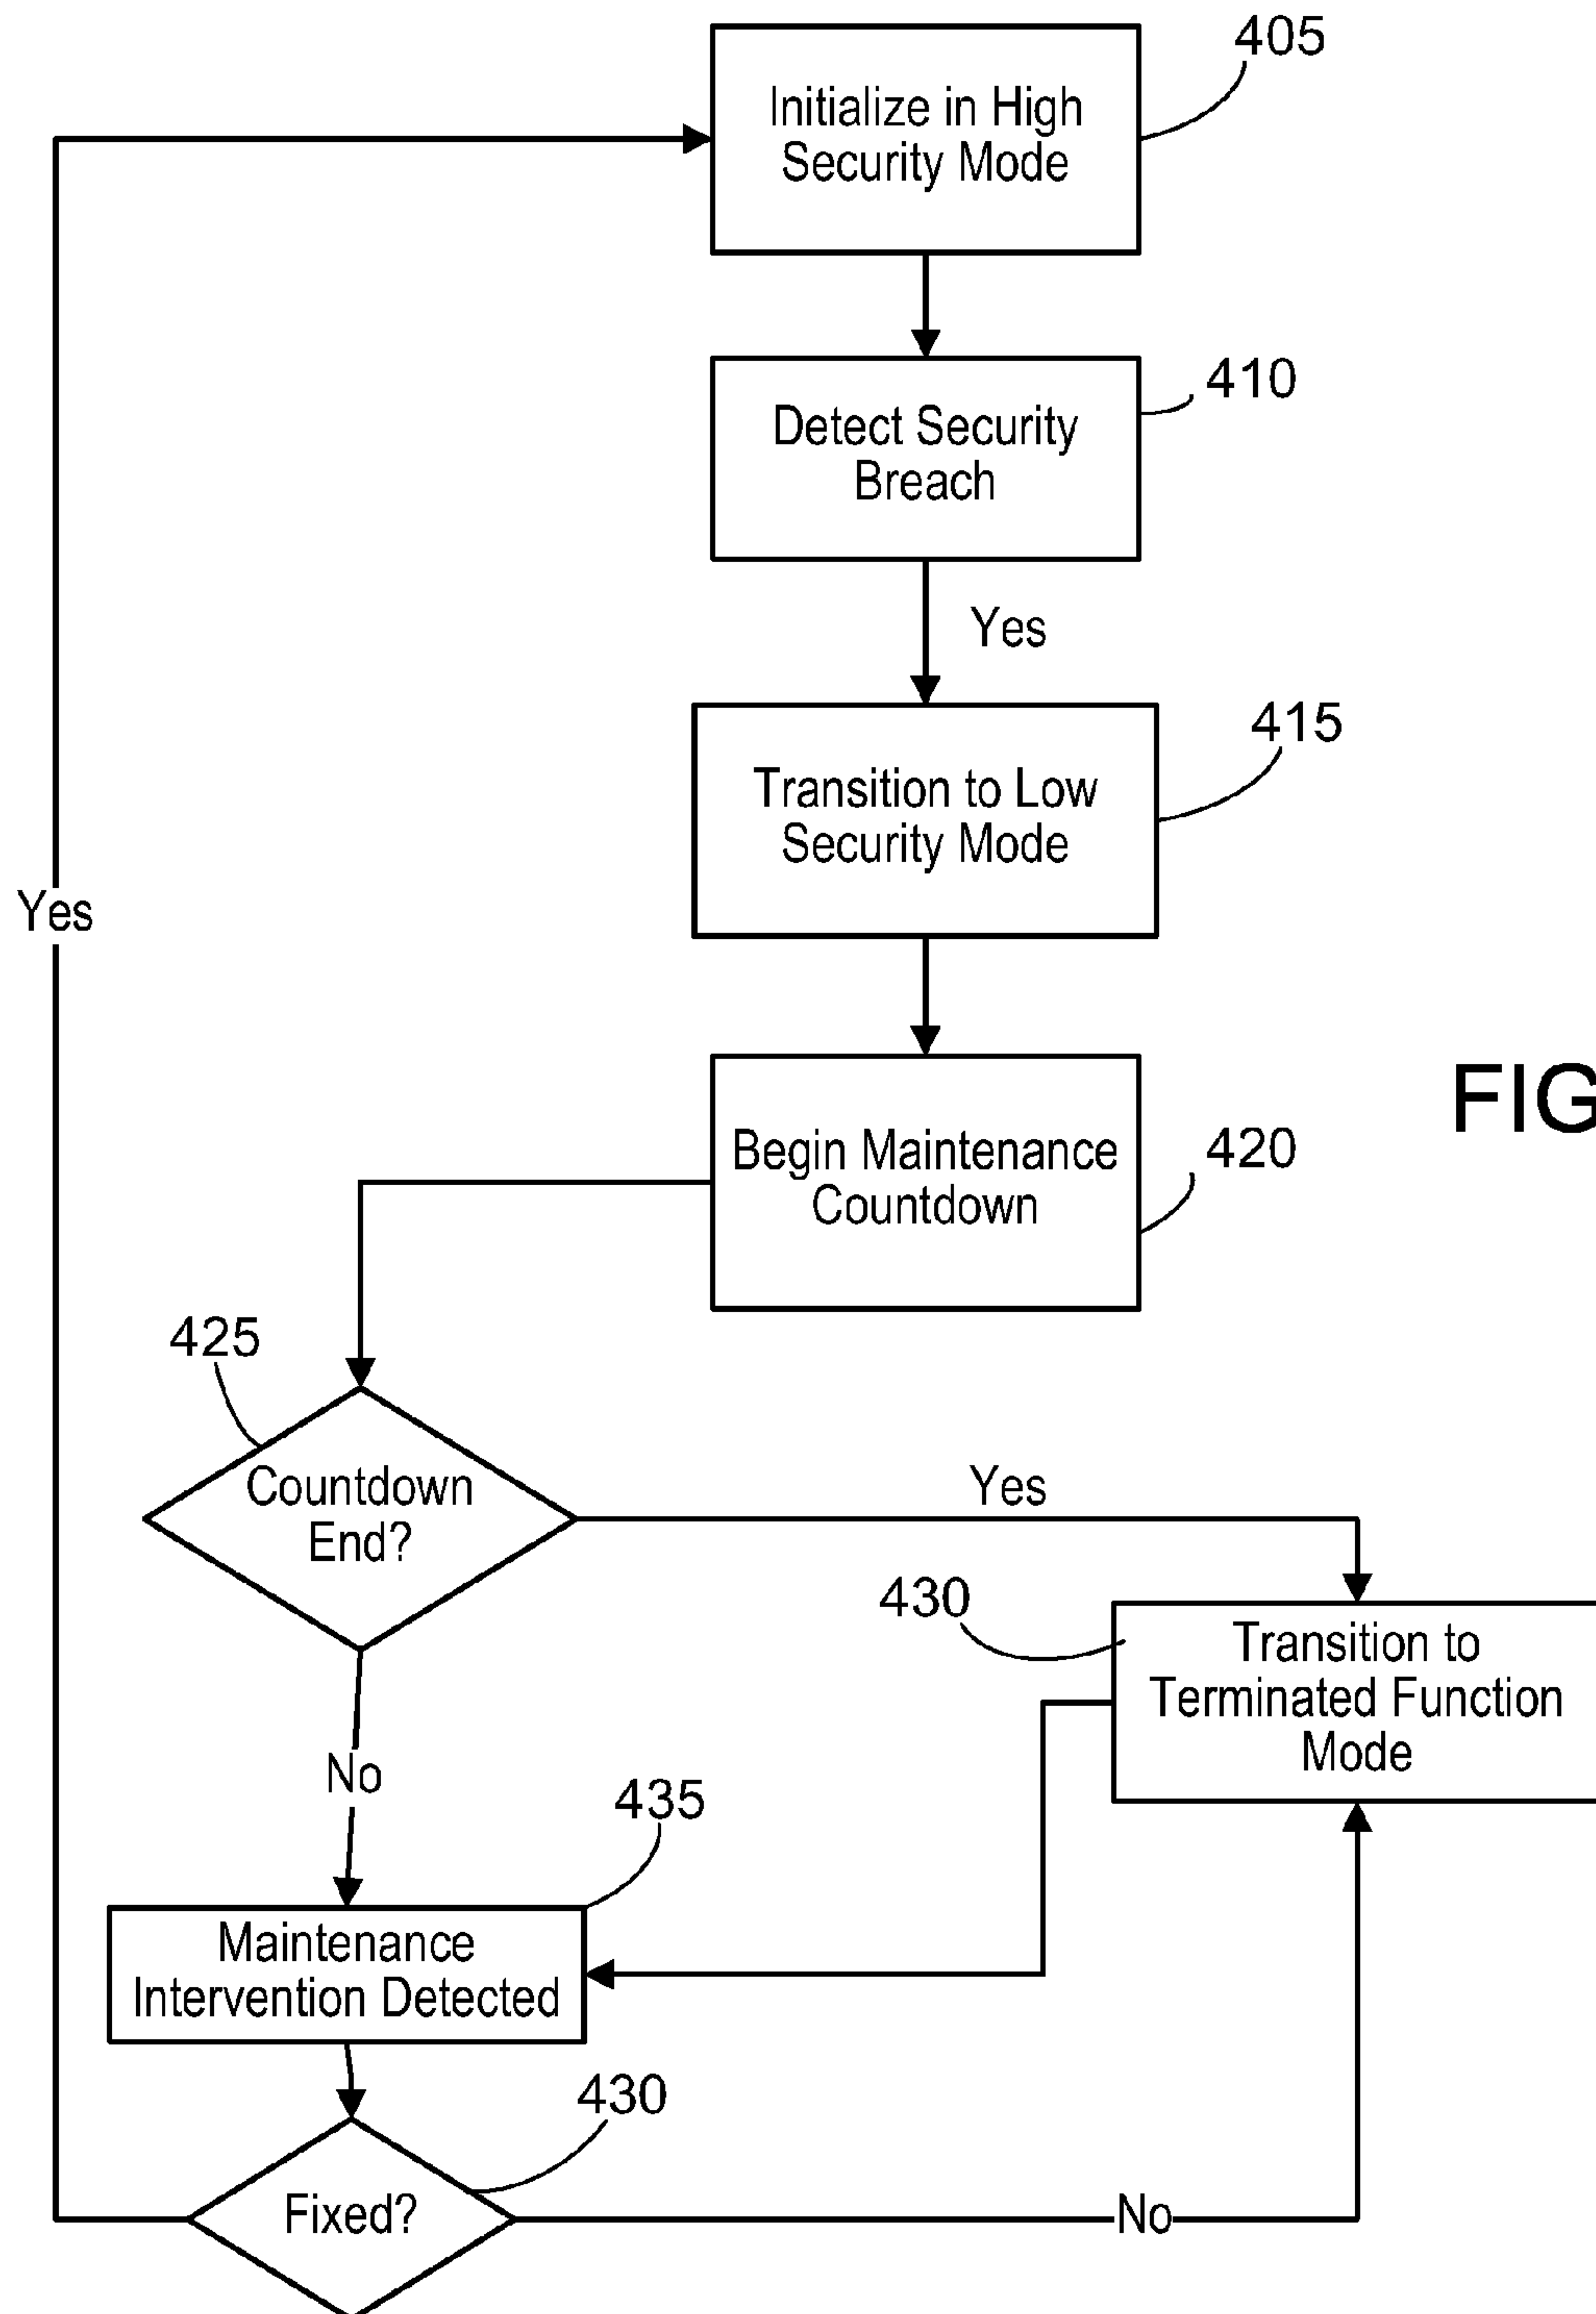 405
Initialize in High
Security Mode
410
Detect Security
Breach
Yes
415
Transition to Low
Security Mode
Yes
FIG
420
Begin Maintenance
Countdown
425
Countdown
End?
Yes
430
Transition to
Terminated Function
Mode
No
435
Maintenance
Intervention Detected
430
Fixed?
No